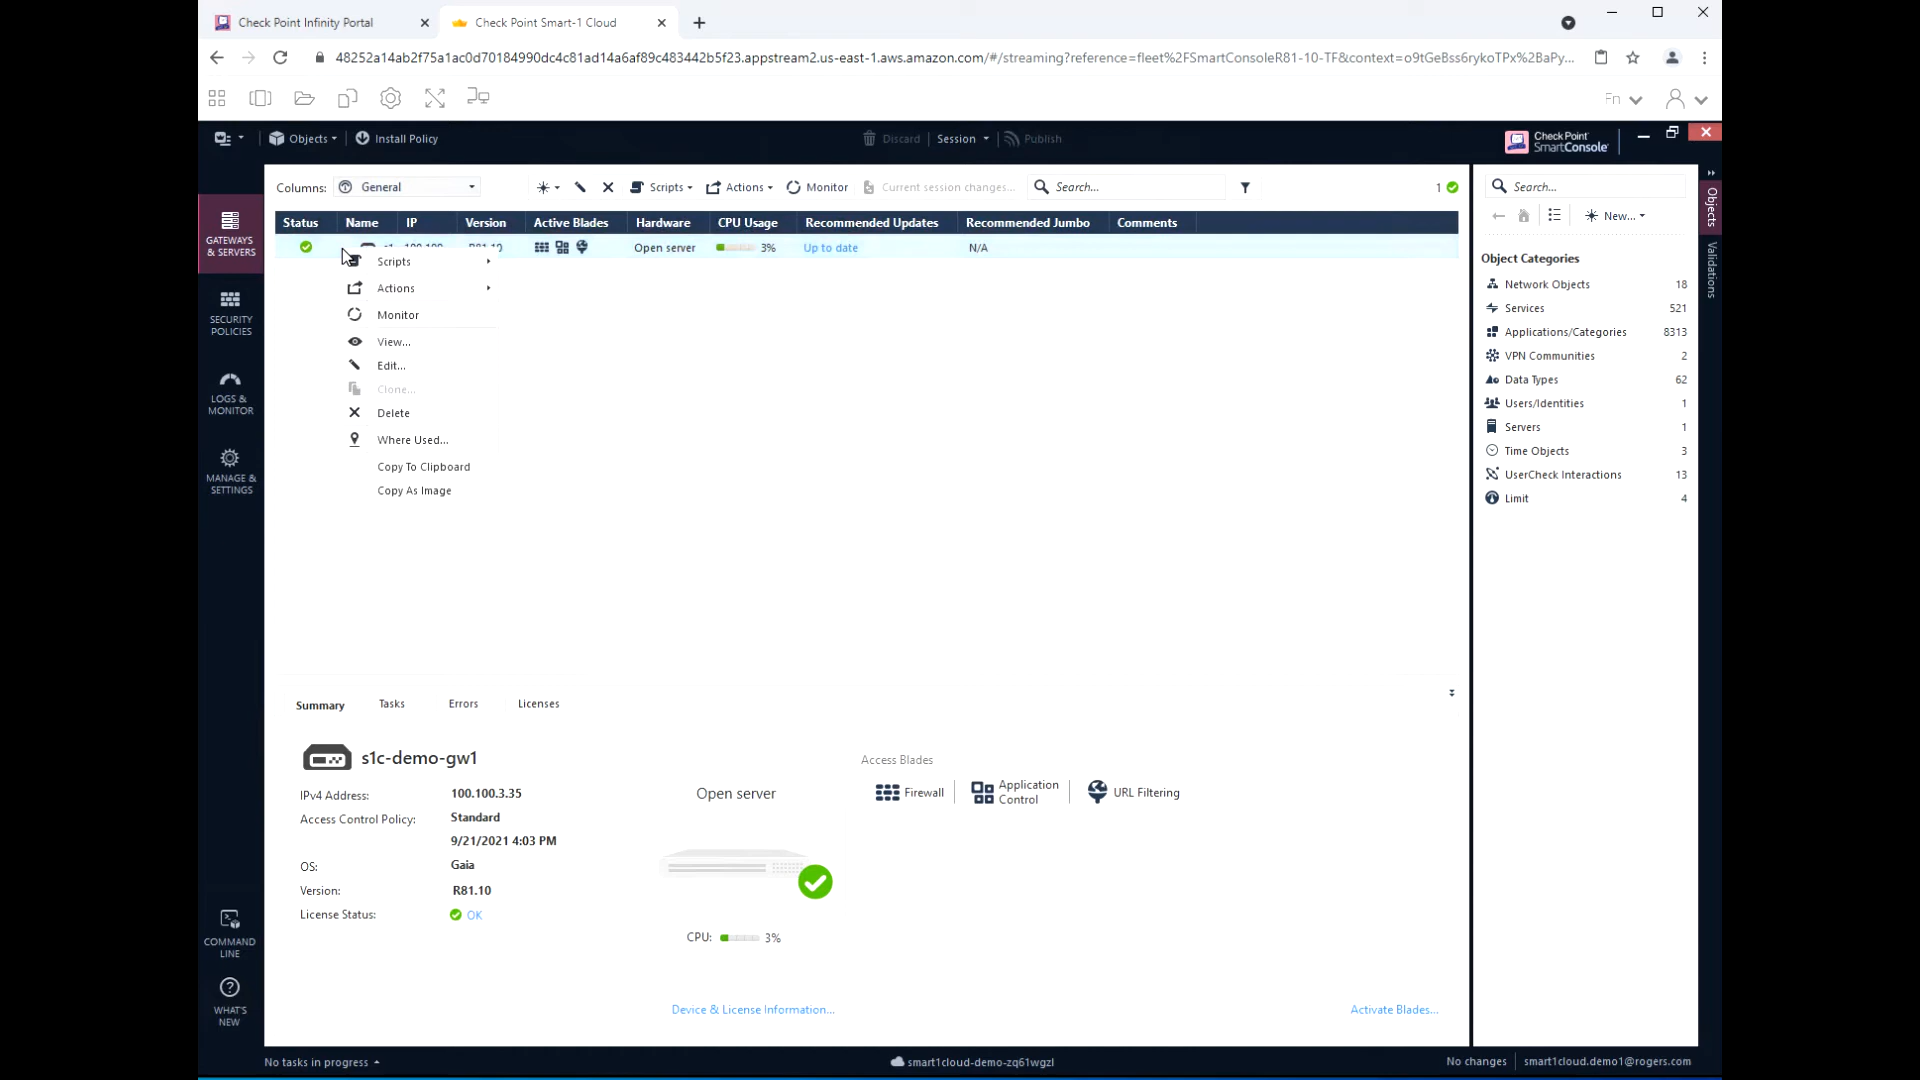 Check Point Infinity Portal
Check Point Smart-1 Cloud
48252a14ab2f75a1ac0d70184990dc4c81ad14a6af89c483442b5f23.appstream2.us-east-1.aws.amazon.com/#/streaming?reference=fleet%2FSmartConsoleR81-10-TF&context=o9tGeBss6rykoTPx%2BaPy...
Fn
Objects
Install Policy
Discard
Session
Publish
Check Point
SmartConsole
Columns:
General
Scripts
Actions
Monitor
Current session changes...
Search...
1
Status
Name
IP
Version
Active Blades
Hardware
CPU Usage
Recommended Updates
Recommended Jumbo
Comments
Open server
3%
Up to date
N/A
Scripts
Actions
Monitor
View...
Edit...
Clone...
Delete
Where Used...
Copy To Clipboard
Copy As Image
GATEWAYS
& SERVERS
SECURITY
POLICIES
LOGS &
MONITOR
MANAGE &
SETTINGS
COMMAND
LINE
WHAT'S
NEW
Summary
Tasks
Errors
Licenses
s1c-demo-gw1
IPv4 Address:
100.100.3.35
Access Control Policy:
Standard
9/21/2021 4:03 PM
OS:
Gaia
Version:
R81.10
License Status:
OK
Open server
CPU:
3%
Access Blades
Firewall
Application
Control
URL Filtering
Device & License Information...
Activate Blades...
Search...
New...
Object Categories
Network Objects
18
Services
521
Applications/Categories
8313
VPN Communities
2
Data Types
62
Users/Identities
1
Servers
1
Time Objects
3
UserCheck Interactions
13
Limit
4
Objects
Validations
No tasks in progress
smart1cloud-demo-zq61wgzl
No changes
smart1cloud.demo1@rogers.com